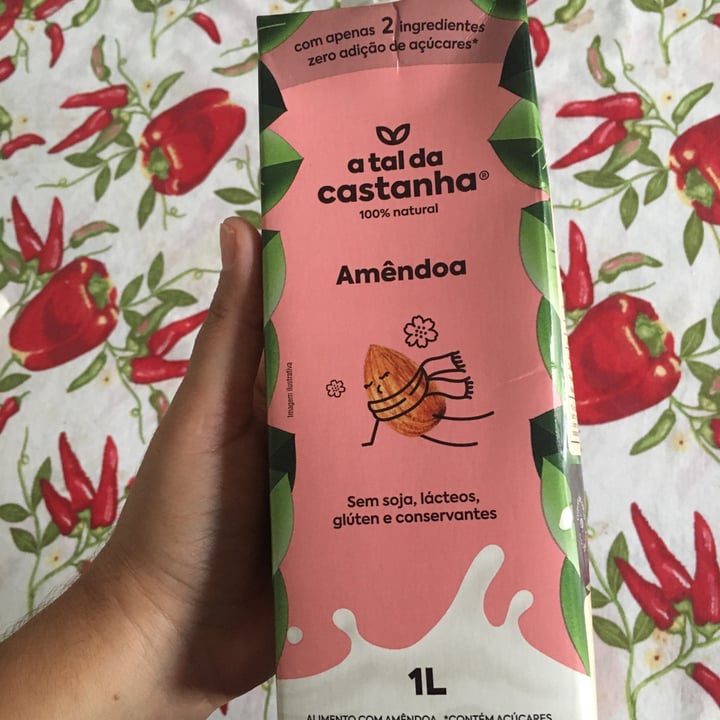 com apenas 2 ingredientes
zero adição de açúcares*
a tal da
castanha®
100% natural
Amêndoa
Imagem ilustrativa
Sem soja, lácteos,
glúten e conservantes
1L
ALIMENTO COM AMÊNDOA. *CONTÉM AÇÚCARES